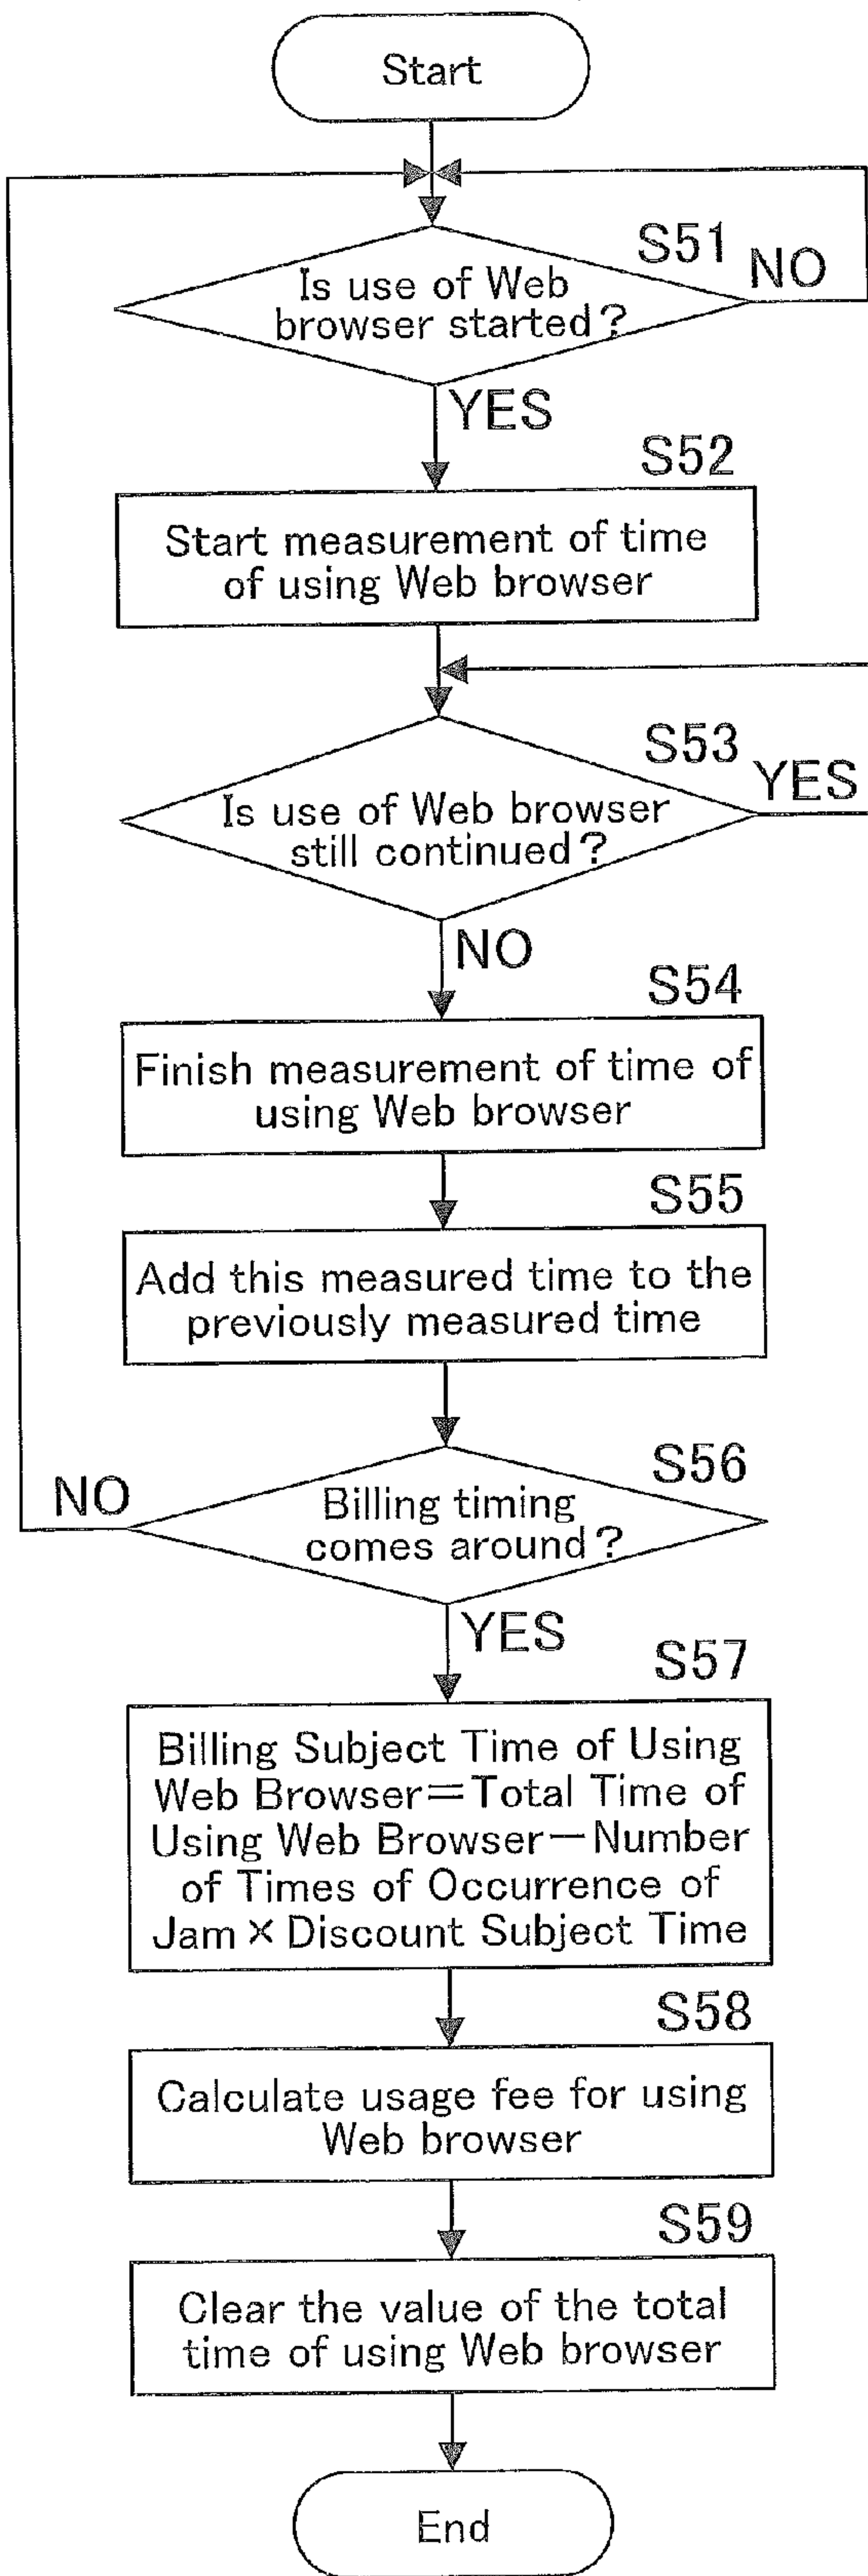 Start
S51
NO
Is use of Web
browser started?
YES
S52
Start measurement of time
of using Web browser
S53
YES
Is use of Web browser
still continued?
NO
S54
Finish measurement of time of
using Web browser
S55
Add this measured time to the
previously measured time
S56
NO
Billing timing
comes around?
YES
S57
Billing Subject Time of Using
Web Browser=Total Time of
Using Web Browser－Number
of Times of Occurrence of
Jam×Discount Subject Time
S58
Calculate usage fee for using
Web browser
S59
Clear the value of the total
time of using Web browser
End